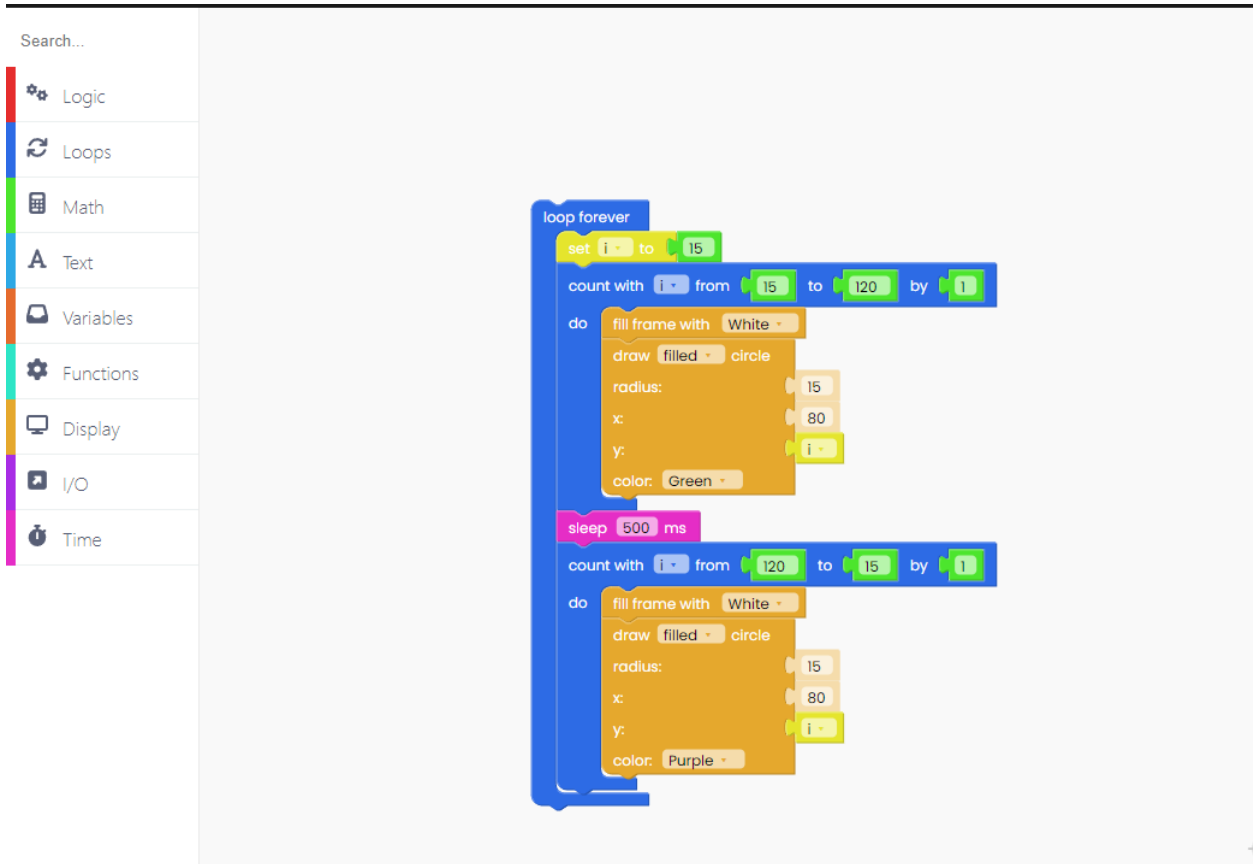 Search...
Logic
Loops
Math
Text
Variables
Functions
Display
I/O
Time
loop forever
set i to 15
count with i from 15 to 120 by 1
do fill frame with White
draw filled circle
radius: 15
x: 80
y: i
color: Green
sleep 500 ms
count with i from 120 to 15 by 1
do fill frame with White
draw filled circle
radius: 15
x: 80
y: i
color: Purple